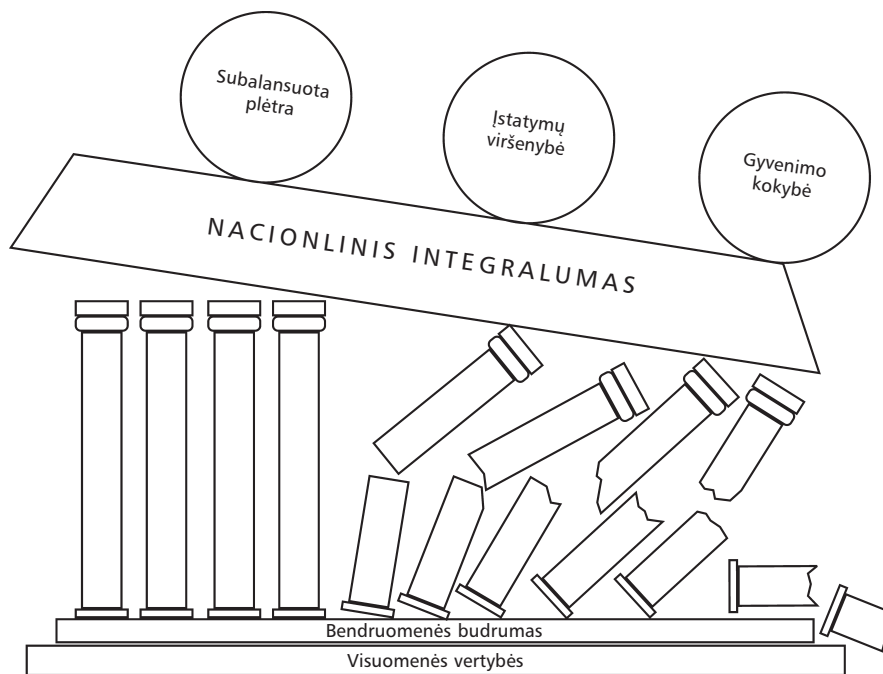 Subalansuota
plėtra
Įstatymų
viršenybė
Gyvenimo
kokybė
NACIONLINIS INTEGRALUMAS
Bendruomenės budrumas
Visuomenės vertybės